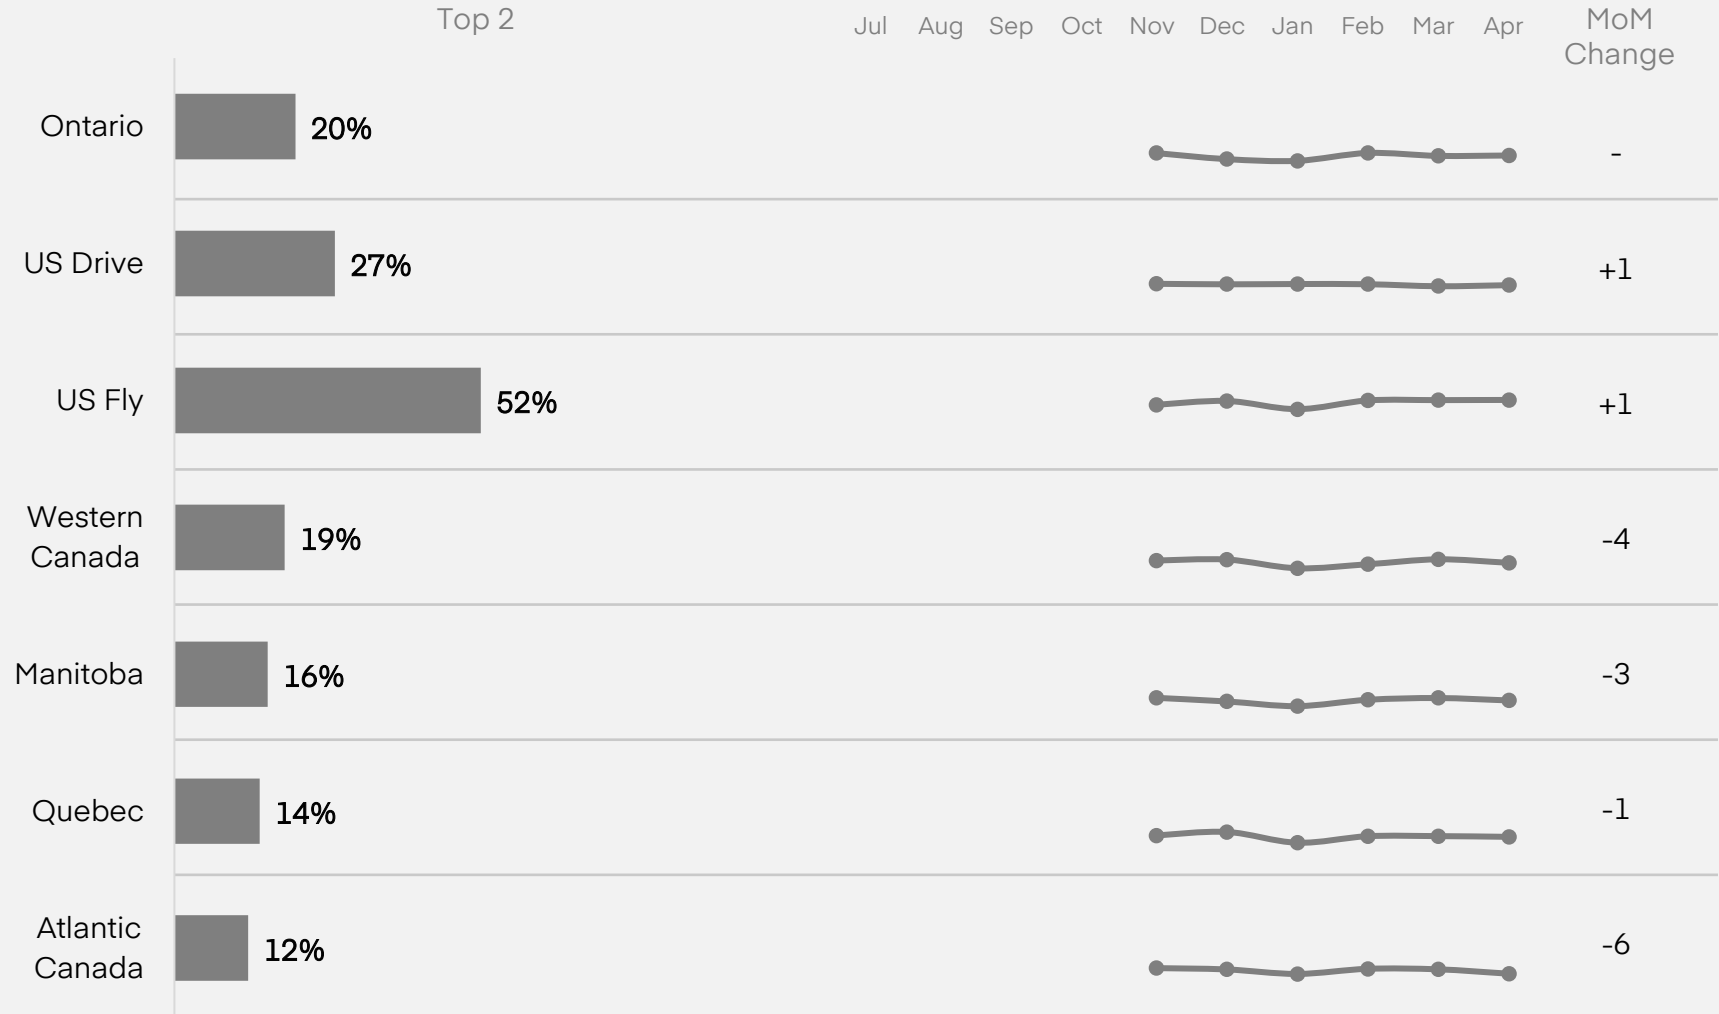 Top 2 Jul Aug Sep Oct Nov Dec Jan Feb Mar Apr MoM
Change
Ontario 20% -
US Drive 27% +1
US Fly 52% +1
Western
Canada 19% -4
Manitoba 16% -3
Quebec 14% -1
Atlantic
Canada 12% -6